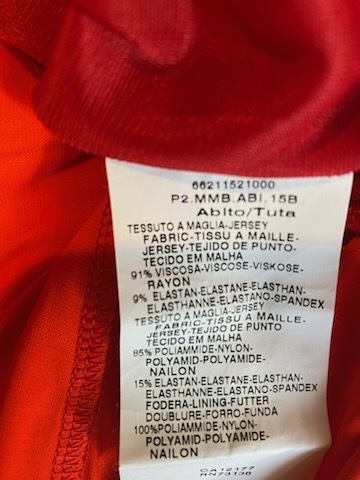 66211521000
P2.MMB.ABI.15B
Abito/Tuta
TESSUTO A MAGLIA-JERSEY
FABRIC-TISSU A MAILLE-
JERSEY-TEJIDO DE PUNTO-
TECIDO EM MALHA
91% VISCOSA-VISCOSE-VISKOSE-
RAYON
9% ELASTAN-ELASTANE-ELASTHAN-
ELASTHANNE-ELASTANO-SPANDEX
TESSUTO A MAGLIA-JERSEY
FABRIC-TISSU A MAILLE-
JERSEY-TEJIDO DE PUNTO
TECIDO EM MALHA
85% POLIAMMIDE-NYLON-
POLYAMID-POLYAMIDE-
NAILON
15% ELASTAN-ELASTANE-ELASTHAN-
ELASTHANNE-ELASTANO-SPANDEX
FODERA-LINING-FUTTER
DOUBLURE-FORRO-FUNDA
100%POLIAMMIDE-NYLON-
POLYAMID-POLYAMIDE-
NAILON